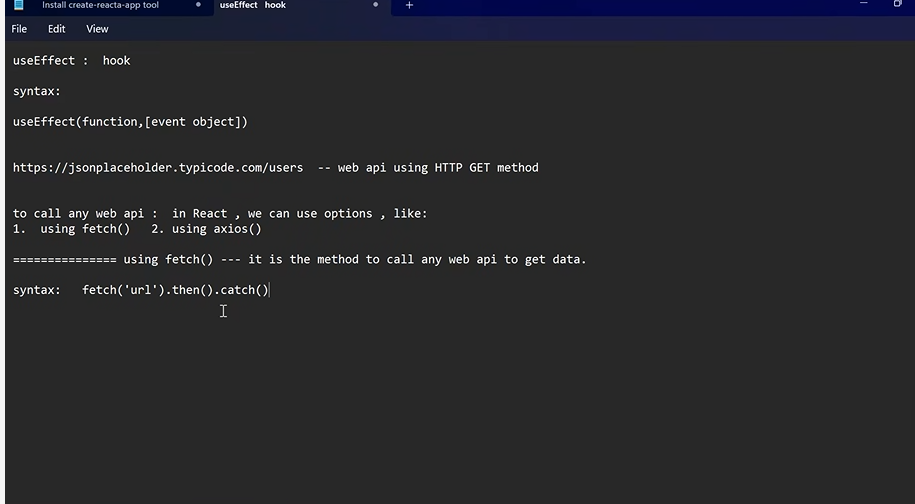 Install create-reacta-app tool
useEffect hook
File Edit View
useEffect : hook
syntax:
useEffect(function,[event object])
https://jsonplaceholder.typicode.com/users -- web api using HTTP GET method
to call any web api : in React , we can use options , like:
1. using fetch() 2. using axios()
=============== using fetch() --- it is the method to call any web api to get data.
syntax: fetch('url').then().catch()